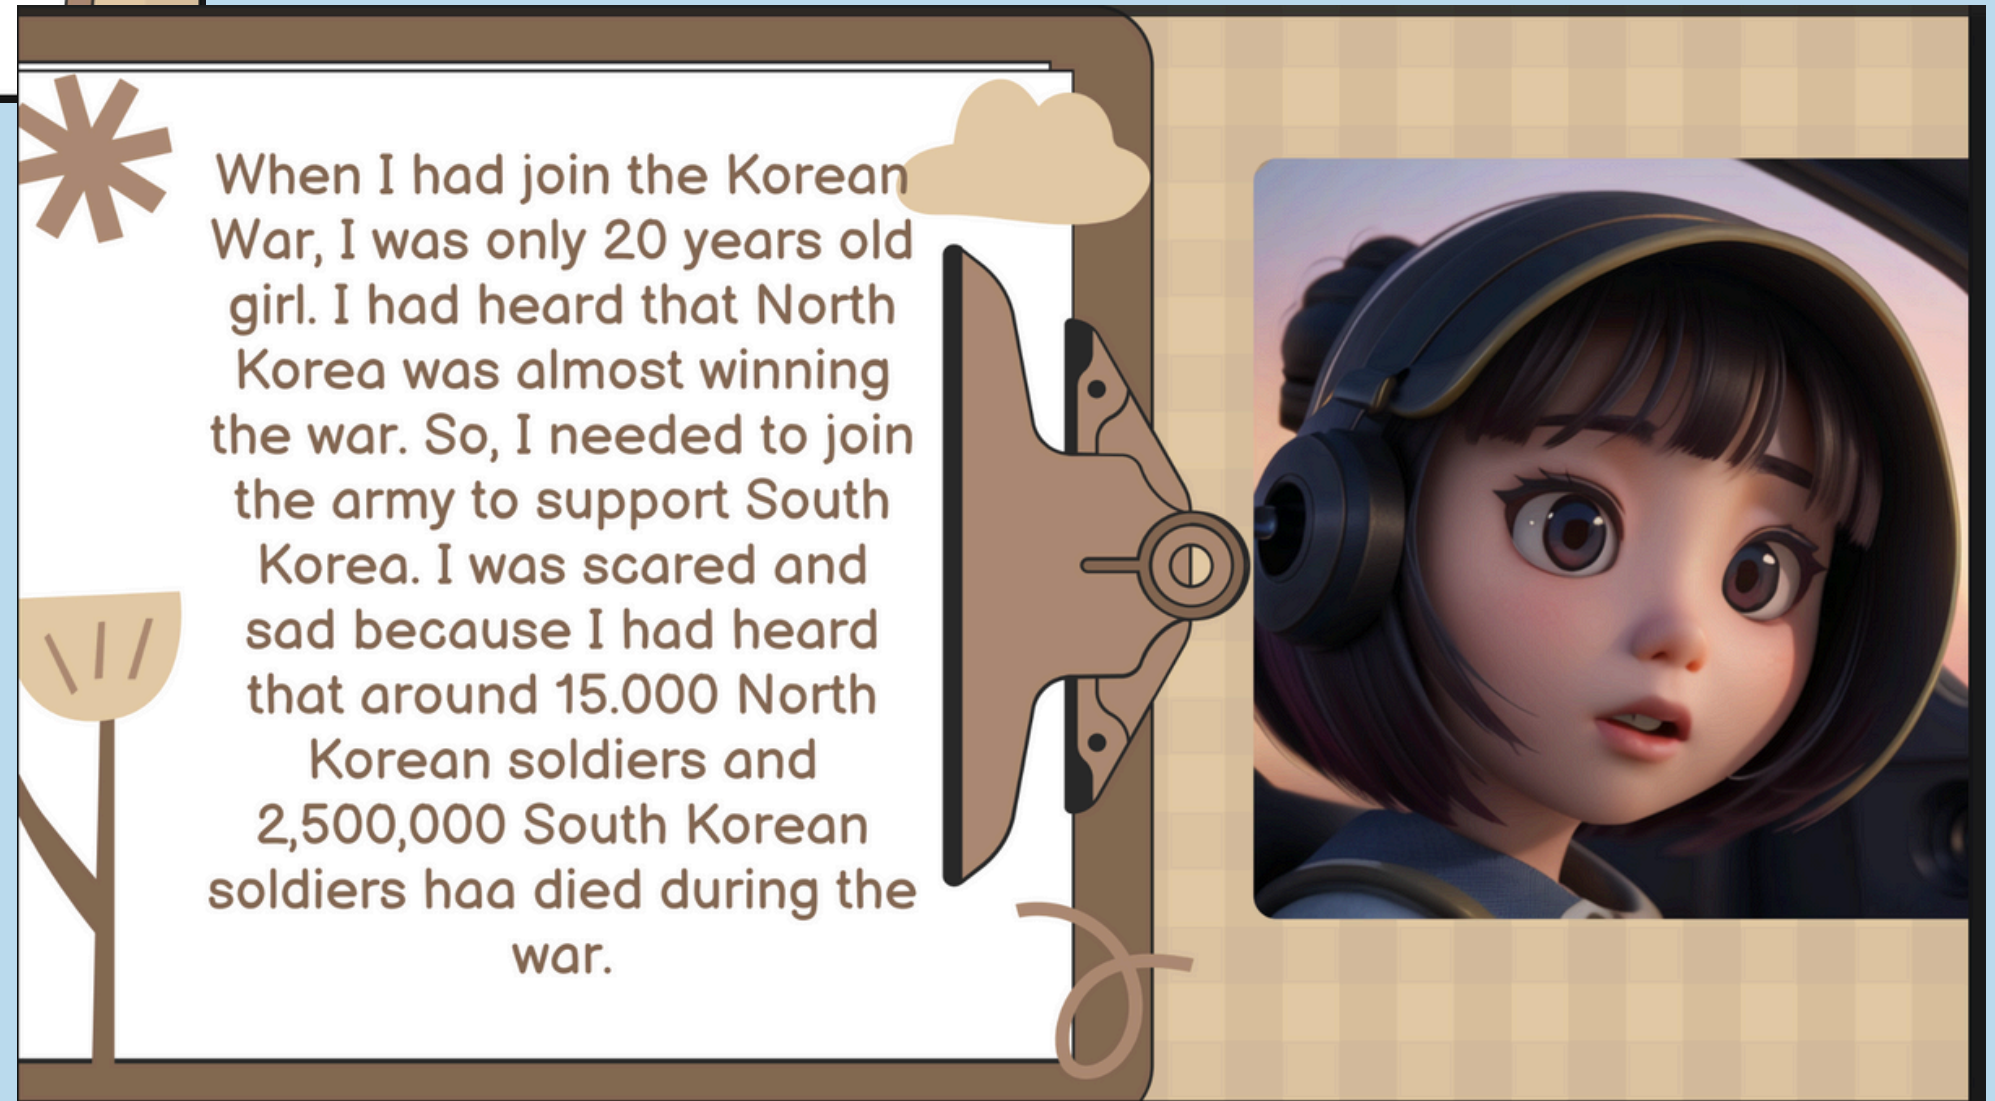 When I had join the Korean
War, I was only 20 years old
girl. I had heard that North
Korea was almost winning
the war. So, I needed to join
the army to support South
Korea. I was scared and
sad because I had heard
that around 15.000 North
Korean soldiers and
2,500,000 South Korean
soldiers haa died during the
war.